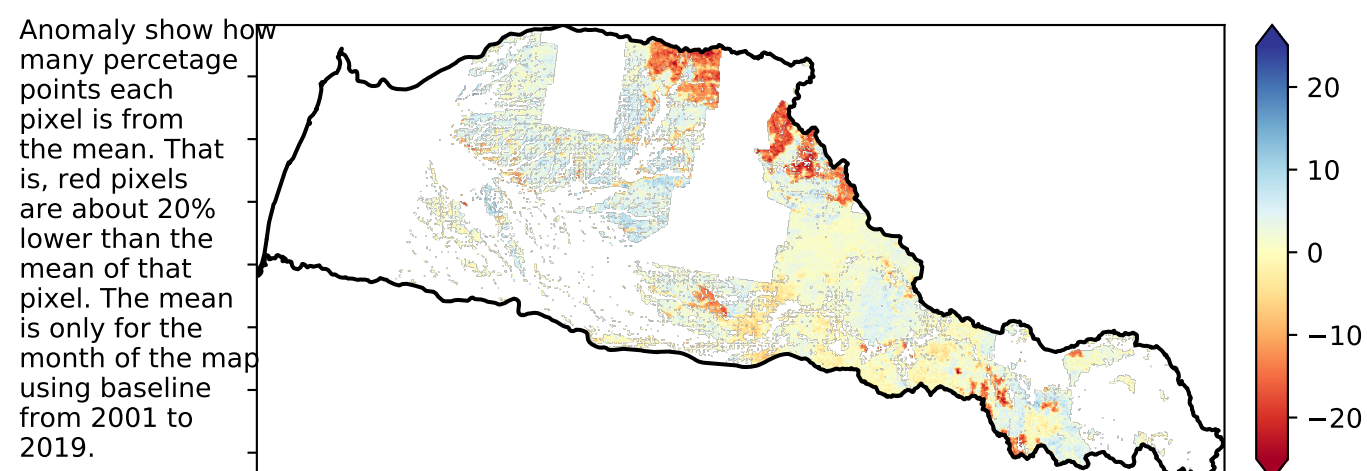 Anomaly show how
many percetage
points each
pixel is from
the mean. That
is, red pixels
are about 20%
lower than the
mean of that
pixel. The mean
is only for the
month of the map
using baseline
from 2001 to
2019.
20
10
0
−10
−20